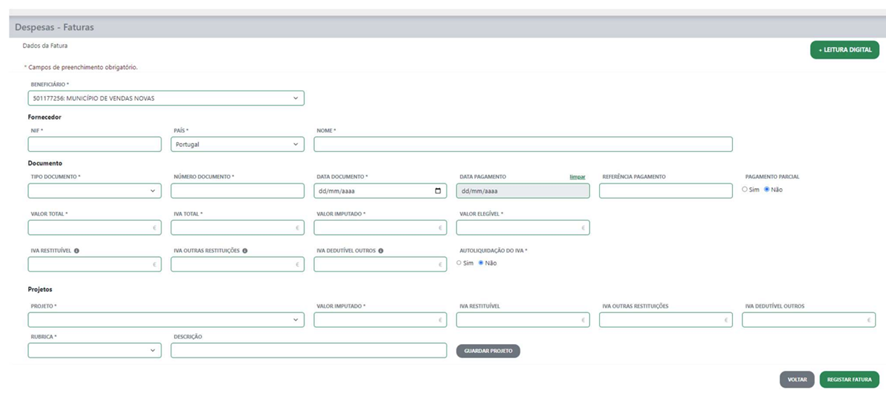 Despesas - Faturas
Dados da Fatura
+ LEITURA DIGITAL
* Campos de preenchimento obrigatório.
BENEFICIÁRIO *
501177256: MUNICÍPIO DE VENDAS NOVAS
Fornecedor
NIF * PAÍS * NOME *
Portugal
Documento
TIPO DOCUMENTO * NÚMERO DOCUMENTO * DATA DOCUMENTO * DATA PAGAMENTO limpar REFERÊNCIA PAGAMENTO PAGAMENTO PARCIAL
dd/mm/aaaa dd/mm/aaaa Sim Não
VALOR TOTAL * IVA TOTAL * VALOR IMPUTADO * VALOR ELEGÍVEL *
€ € € €
IVA RESTITUÍVEL IVA OUTRAS RESTITUIÇÕES IVA DEDUTÍVEL OUTROS AUTOLIQUIDAÇÃO DO IVA *
€ € € Sim Não
Projetos
PROJETO * VALOR IMPUTADO * IVA RESTITUÍVEL IVA OUTRAS RESTITUIÇÕES IVA DEDUTÍVEL OUTROS
€ € € €
RUBRICA * DESCRIÇÃO
GUARDAR PROJETO
VOLTAR REGISTAR FATURA